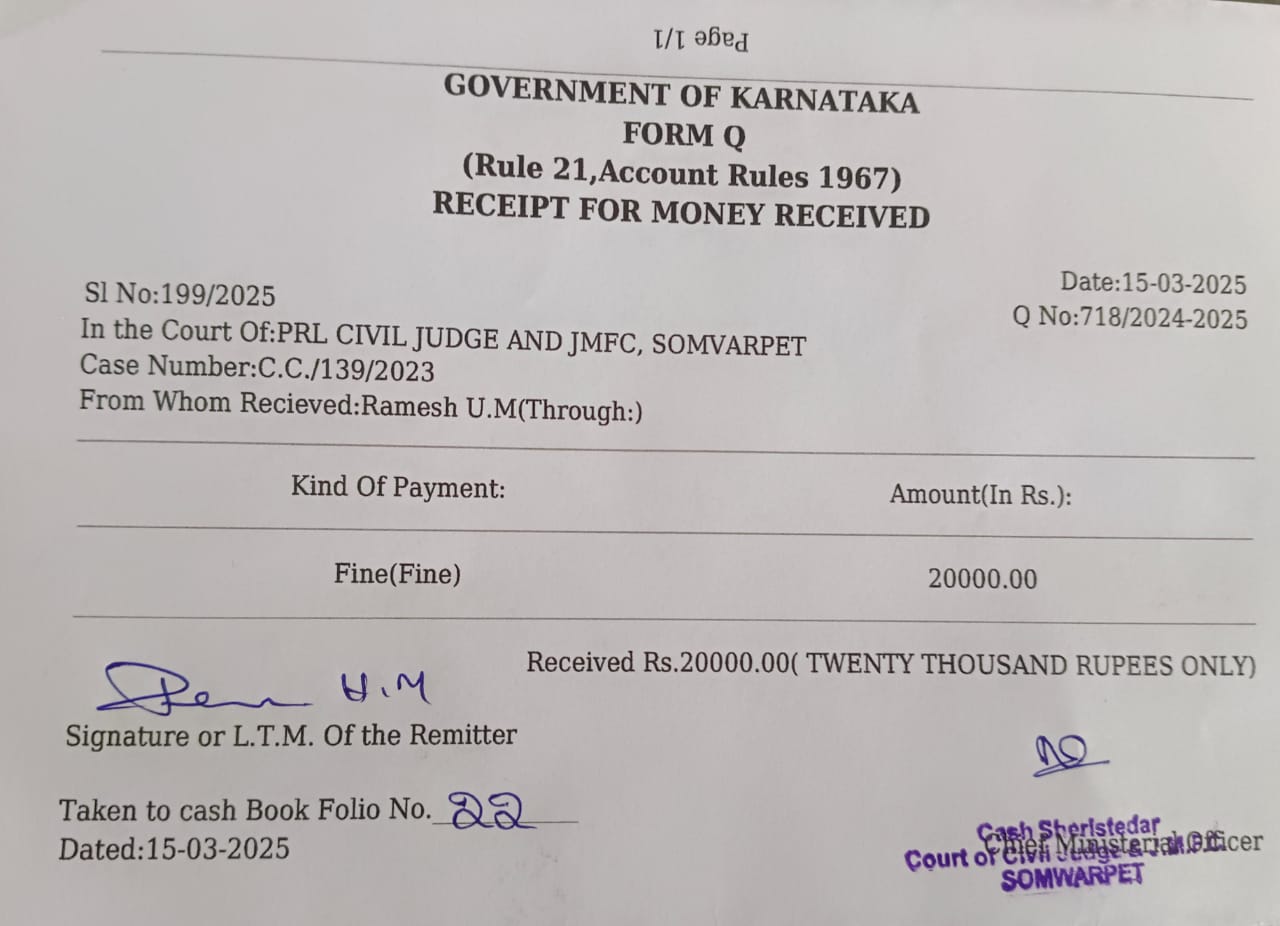 Page 1/1
GOVERNMENT OF KARNATAKA
FORM Q
(Rule 21,Account Rules 1967)
RECEIPT FOR MONEY RECEIVED
Sl No:199/2025
Date:15-03-2025
Q No:718/2024-2025
In the Court Of:PRL CIVIL JUDGE AND JMFC, SOMVARPET
Case Number:C.C./139/2023
From Whom Recieved:Ramesh U.M(Through:)
Kind Of Payment: Amount(In Rs.):
Fine(Fine) 20000.00
Received Rs.20000.00( TWENTY THOUSAND RUPEES ONLY)
Signature or L.T.M. Of the Remitter
Taken to cash Book Folio No. 22
Dated:15-03-2025
Cash Sheristedar
Chief Ministerial Officer
Court of Civil Judge &
SOMWARPET